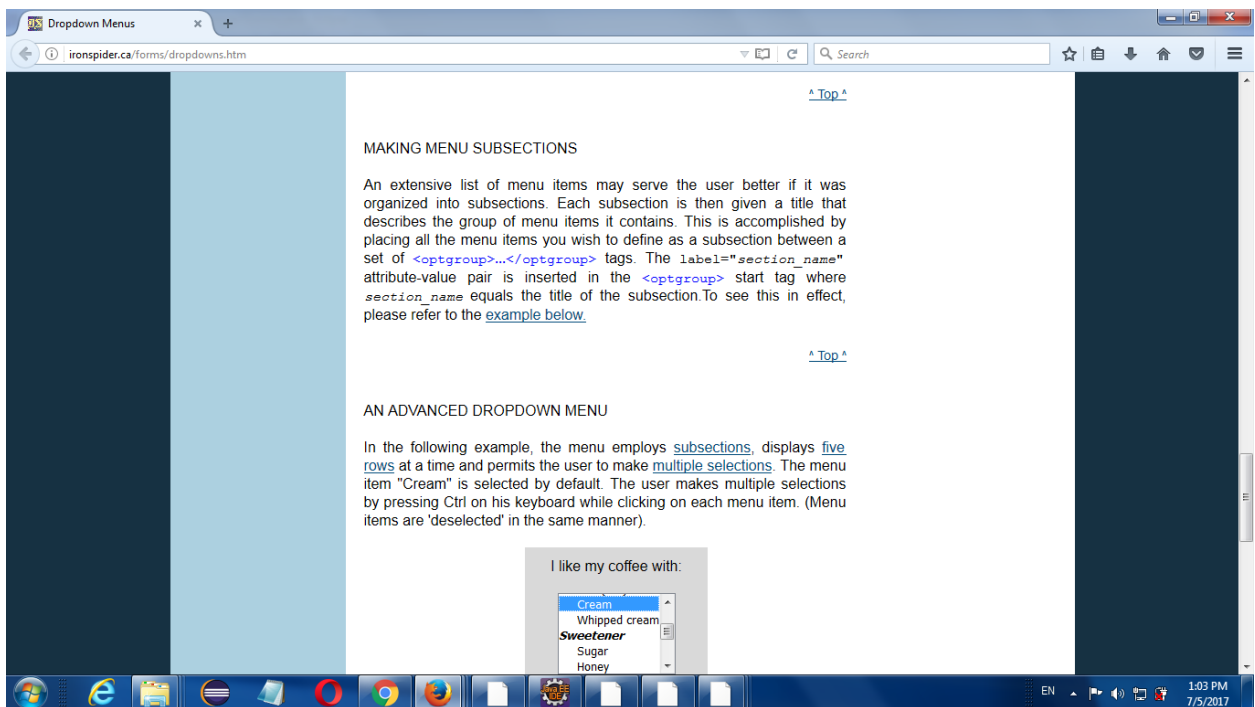 Dropdown Menus
ironspider.ca/forms/dropdowns.htm
Search
^ Top ^
MAKING MENU SUBSECTIONS
An extensive list of menu items may serve the user better if it was
organized into subsections. Each subsection is then given a title that
describes the group of menu items it contains. This is accomplished by
placing all the menu items you wish to define as a subsection between a
set of <optgroup>...</optgroup> tags. The label="section_name"
attribute-value pair is inserted in the <optgroup> start tag where
section_name equals the title of the subsection.To see this in effect,
please refer to the example below.
^ Top ^
AN ADVANCED DROPDOWN MENU
In the following example, the menu employs subsections, displays five
rows at a time and permits the user to make multiple selections. The menu
item "Cream" is selected by default. The user makes multiple selections
by pressing Ctrl on his keyboard while clicking on each menu item. (Menu
items are 'deselected' in the same manner).
I like my coffee with:
Cream
Whipped cream
Sweetener
Sugar
Honey
Java EE
IDE
EN
1:03 PM
7/5/2017